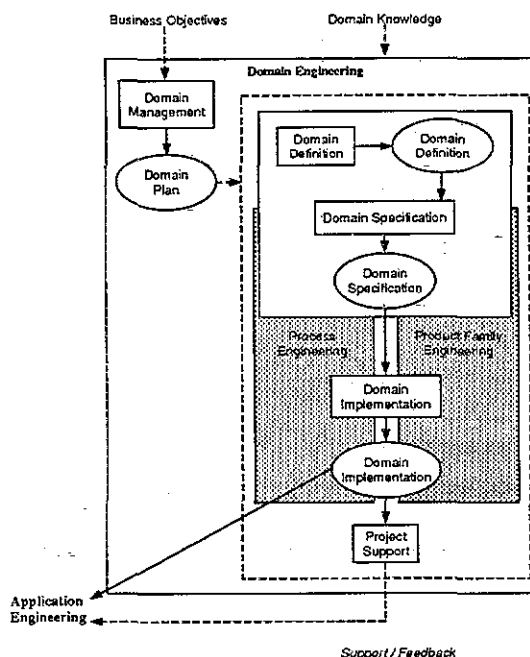 Business Objectives
Domain Knowledge
Domain Engineering
Domain
Management
Domain
Plan
Domain
Definition
Domain
Definition
Domain Specification
Domain
Specification
Process
Engineering
Product Family
Engineering
Domain
Implementation
Domain
Implementation
Project
Support
Application
Engineering
Support / Feedback